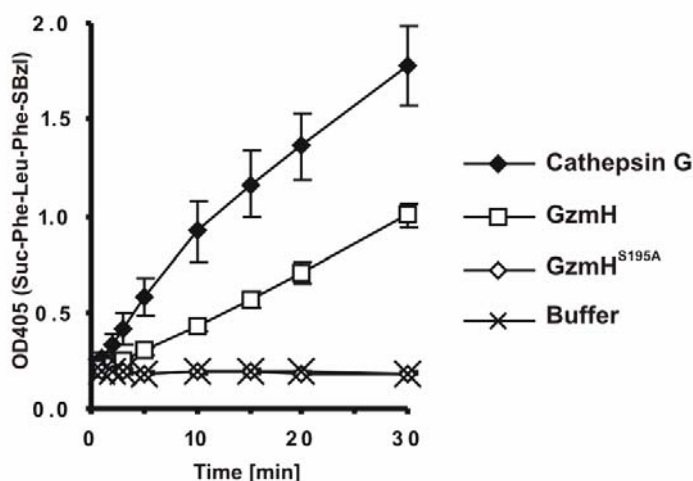 2.0
1.5
1.0
0.5
0.0
OD405 (Suc-Phe-Leu-Phe-SBzl)
0 10 20 30
Time [min]
Cathepsin G
GzmH
GzmH^S195A
Buffer